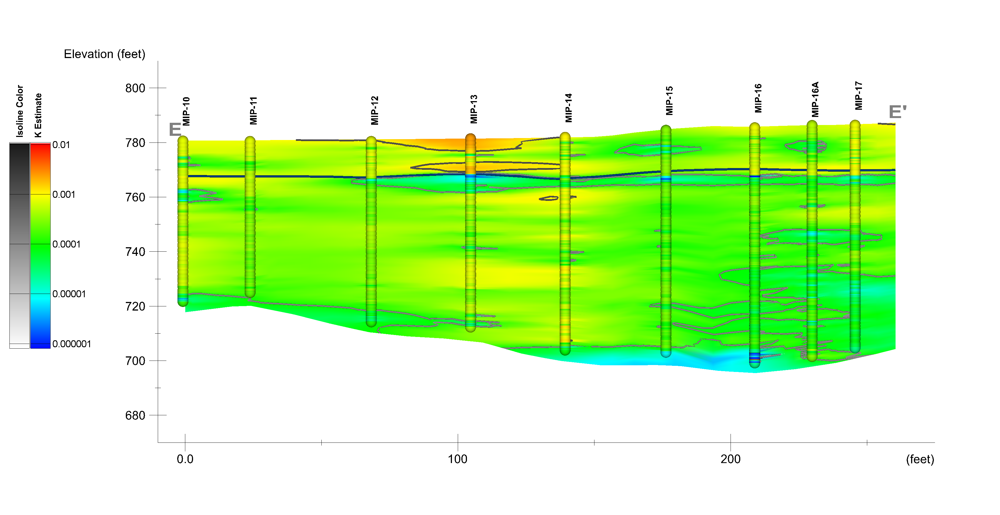 Elevation (feet)
Isoline Color
K Estimate
0.01
0.001
0.0001
0.00001
0.000001
800
780
760
740
720
700
680
E
MIP-10
MIP-11
MIP-12
MIP-13
MIP-14
MIP-15
MIP-16
MIP-16A
MIP-17
E'
0.0
100
200
(feet)